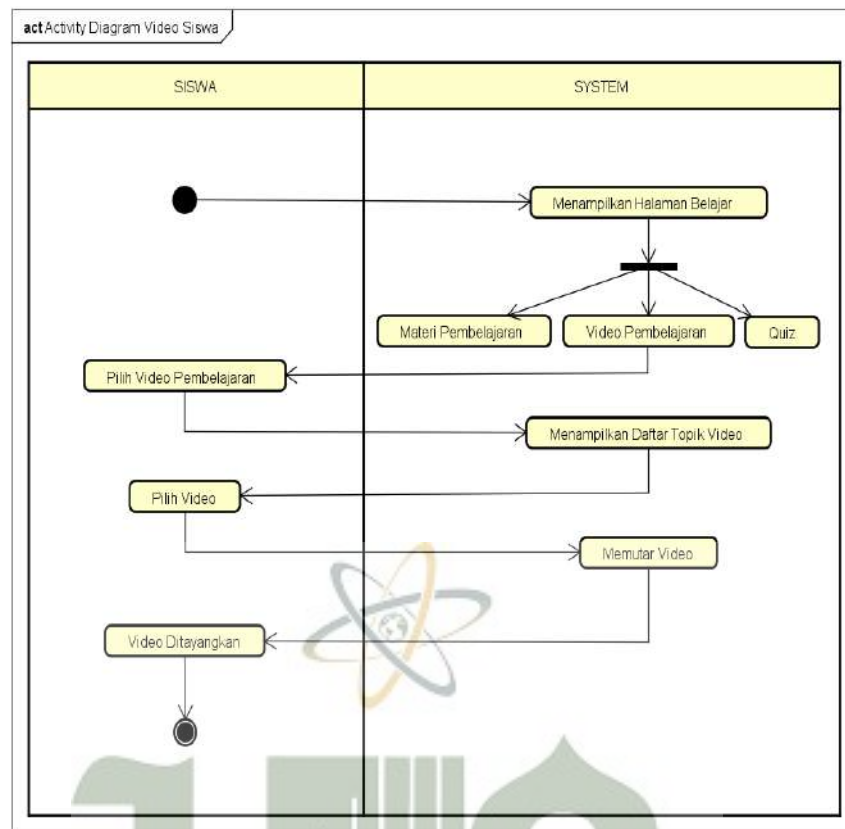 act Activity Diagram Video Siswa
SISWA
SYSTEM
Menampilkan Halaman Belajar
Materi Pembelajaran
Video Pembelajaran
Quiz
Pilih Video Pembelajaran
Menampilkan Daftar Topik Video
Pilih Video
Memutar Video
Video Ditayangkan